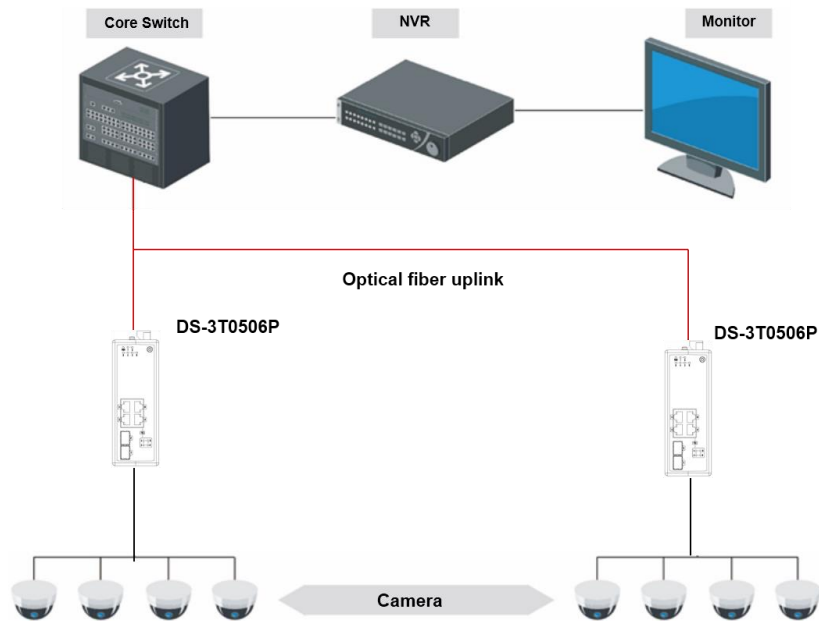 Core Switch
NVR
Monitor
Optical fiber uplink
DS-3T0506P
DS-3T0506P
Camera